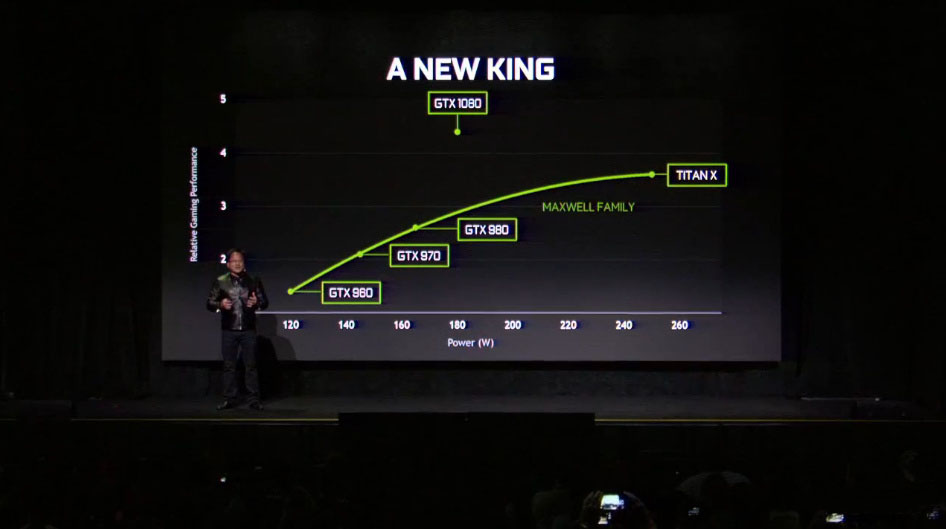 A NEW KING
5
GTX 1080
4
TITAN X
3
MAXWELL FAMILY
GTX 980
2
GTX 970
GTX 960
Relative Gaming Performance
120 140 160 180 200 220 240 260
Power (W)